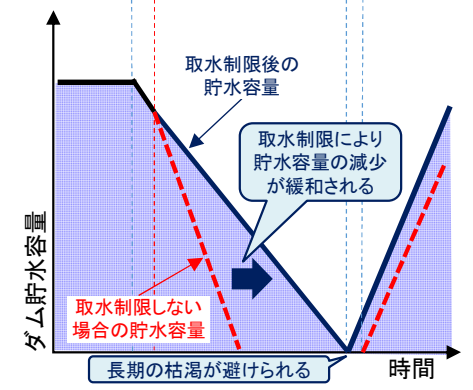 取水制限後の
貯水容量
取水制限により
貯水容量の減少
が緩和される
ダム貯水容量
取水制限しない
場合の貯水容量
長期の枯渇が避けられる
時間